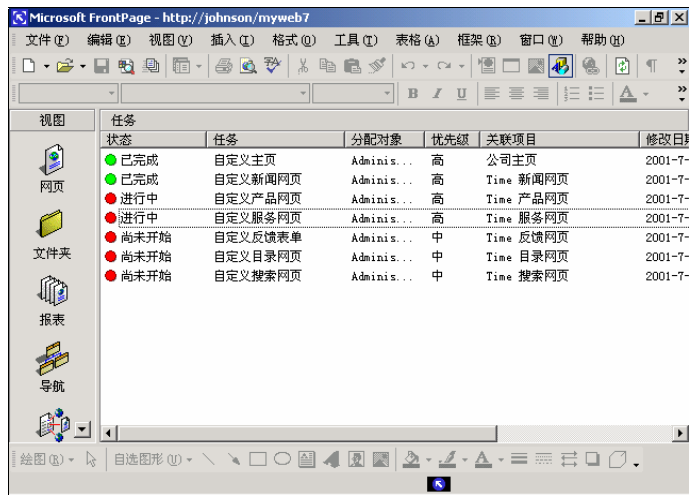 Microsoft FrontPage - http://johnson/myweb7
文件(F) 编辑(E) 视图(V) 插入(I) 格式(O) 工具(T) 表格(A) 框架(R) 窗口(W) 帮助(H)
B I U A
视图 任务
状态 任务 分配对象 优先级 关联项目 修改日期
已完成 自定义主页 Adminis... 高 公司主页 2001-7-
已完成 自定义新闻网页 Adminis... 高 Time 新闻网页 2001-7-
进行中 自定义产品网页 Adminis... 高 Time 产品网页 2001-7-
进行中 自定义服务网页 Adminis... 高 Time 服务网页 2001-7-
尚未开始 自定义反馈表单 Adminis... 中 Time 反馈网页 2001-7-
尚未开始 自定义目录网页 Adminis... 中 Time 目录网页 2001-7-
尚未开始 自定义搜索网页 Adminis... 中 Time 搜索网页 2001-7-
网页
文件夹
报表
导航
绘图(R) 自选图形(U)